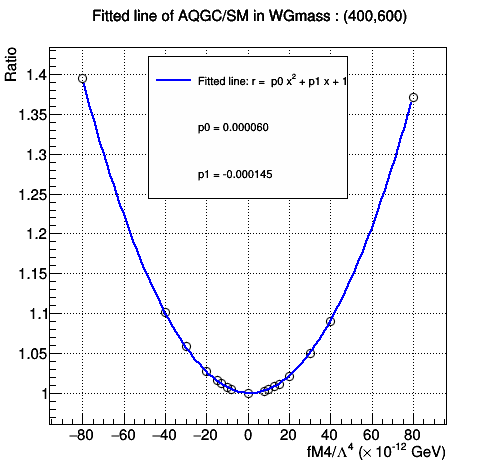 Fitted line of AQGC/SM in WGmass : (400,600)
Ratio
Fitted line: r = p0 x² + p1 x + 1
p0 = 0.000060
p1 = -0.000145
1.4
1.35
1.3
1.25
1.2
1.15
1.1
1.05
1
−80 −60 −40 −20 0 20 40 60 80
fM4/Λ⁴ (× 10⁻¹² GeV)